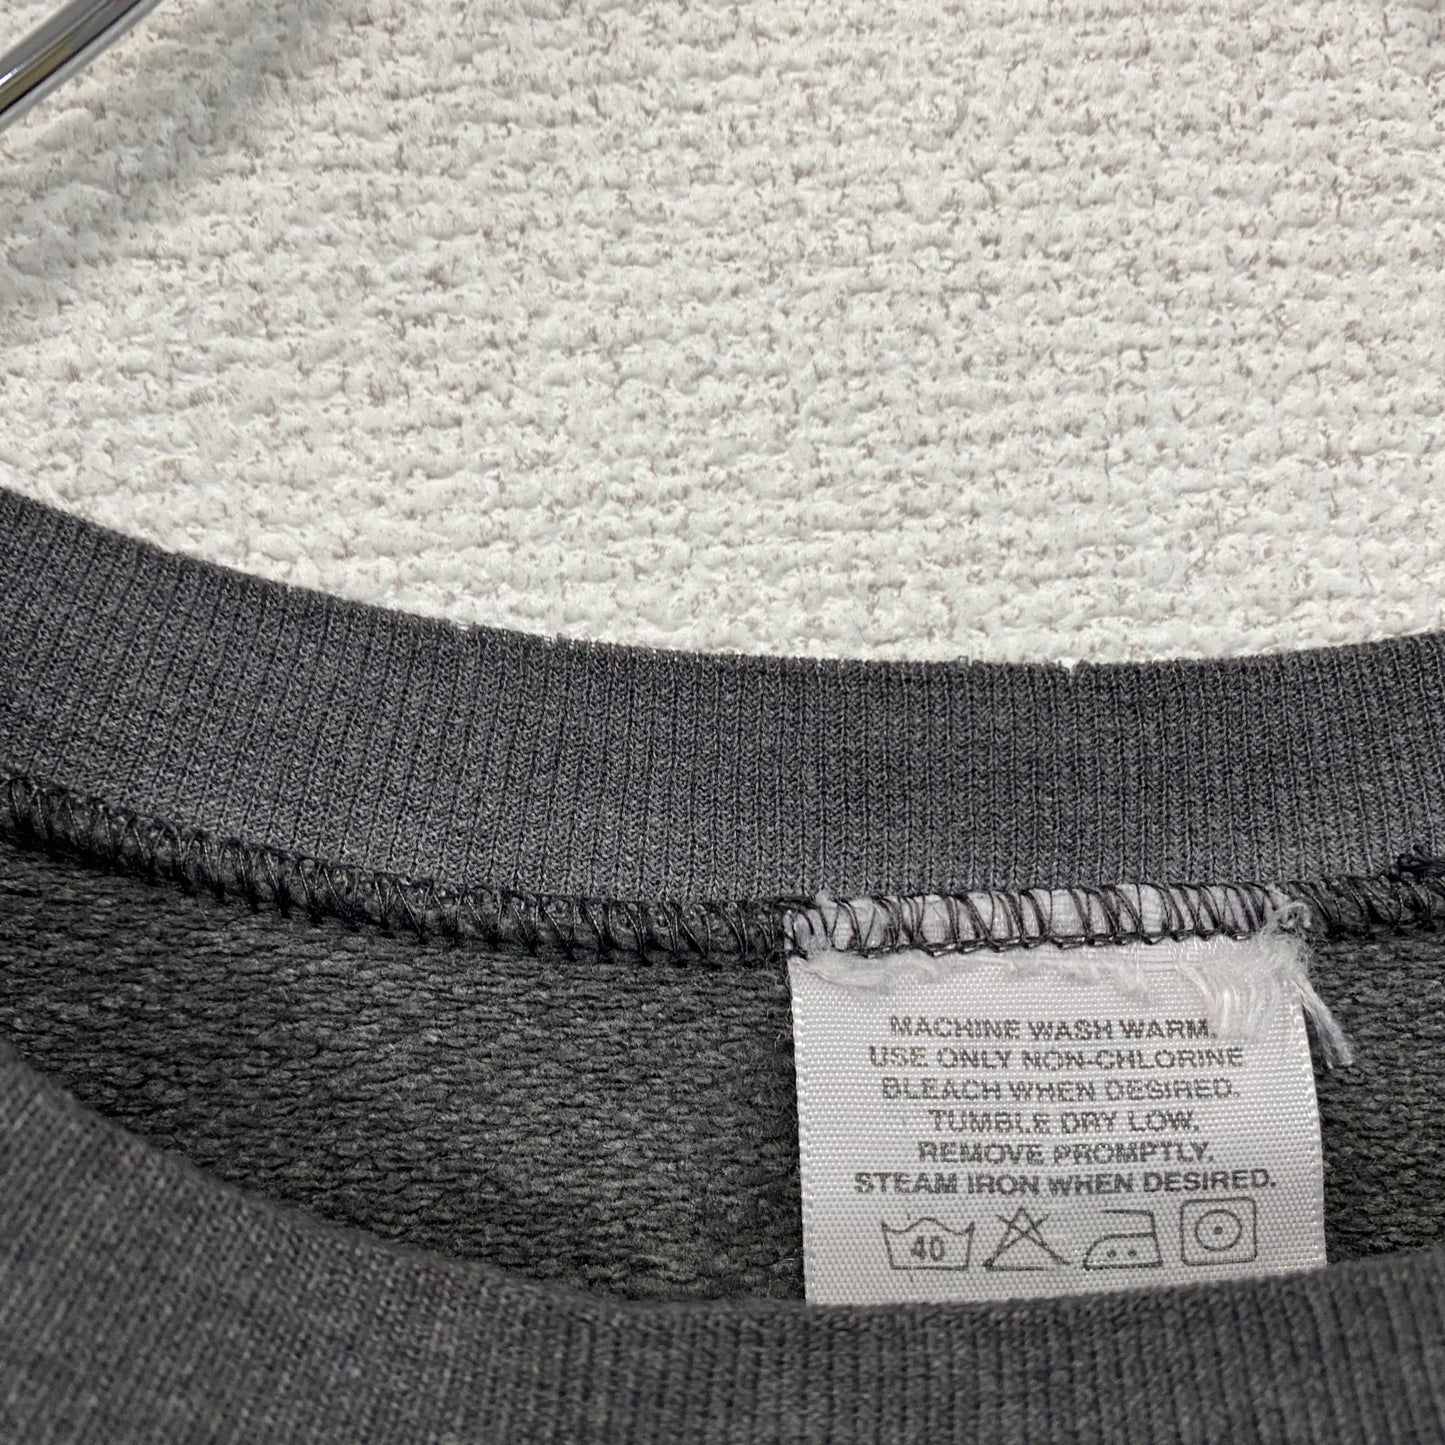 MACHINE WASH WARM.
USE ONLY NON-CHLORINE
BLEACH WHEN DESIRED.
TUMBLE DRY LOW.
REMOVE PROMPTLY.
STEAM IRON WHEN DESIRED.
40